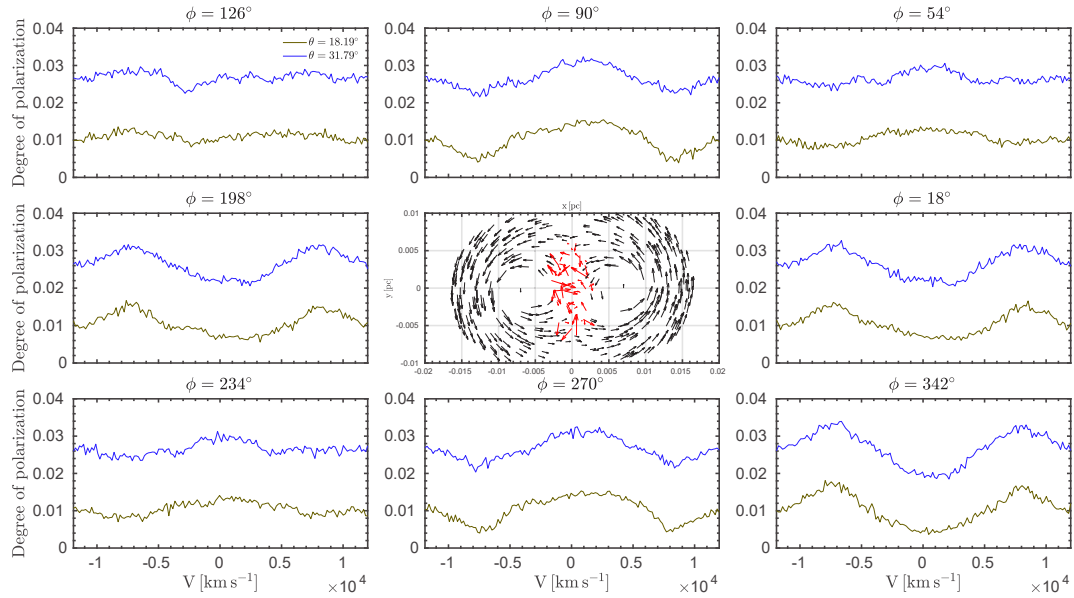 ϕ = 126° ϕ = 90° ϕ = 54°
θ = 18.19°
θ = 31.79°
Degree of polarization
0.04
0.03
0.02
0.01
0
0.04
0.03
0.02
0.01
0
0.04
0.03
0.02
0.01
0
ϕ = 198° ϕ = 18°
Degree of polarization
0.04
0.03
0.02
0.01
0
x [pc]
y [pc]
0.01
0.005
0
-0.005
-0.01
-0.02 -0.015 -0.01 -0.005 0 0.005 0.01 0.015 0.02
0.04
0.03
0.02
0.01
0
ϕ = 234° ϕ = 270° ϕ = 342°
Degree of polarization
0.04
0.03
0.02
0.01
0
-1 -0.5 0 0.5 1
V [km s⁻¹] ×10⁴
0.04
0.03
0.02
0.01
0
-1 -0.5 0 0.5 1
V [km s⁻¹] ×10⁴
0.04
0.03
0.02
0.01
0
-1 -0.5 0 0.5 1
V [km s⁻¹] ×10⁴